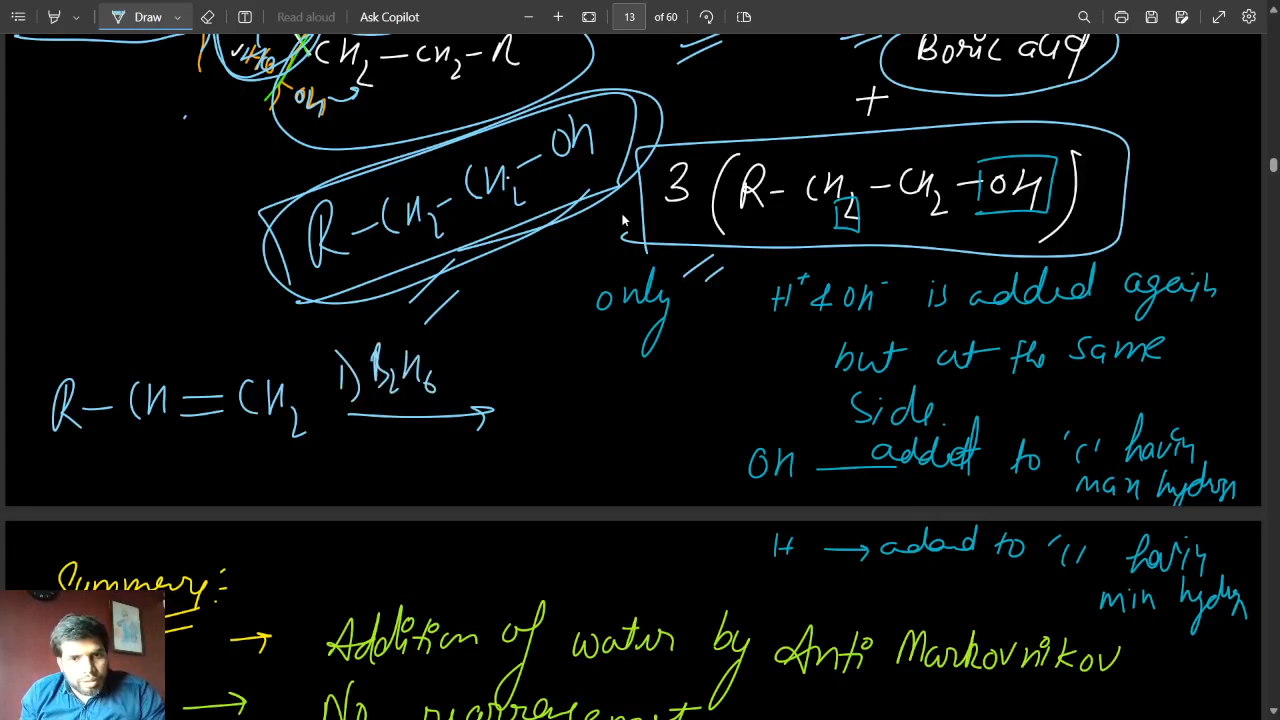 Draw
Read aloud
Ask Copilot
13
of 60
CH2 — CH2 — R
Boric acid
OH
+
R — CH2 — CH2 — OH
3 (R — CH2 — CH2 — OH)
only H+ & OH- is added again
but at the same
side.
R — CH = CH2 1) B2H6
OH — added to 'C' having
max hydrogen
H → added to 'C' having
min hydrogen
Summery :-
→ Addition of water by Anti Markovnikov
→ No rearrangement